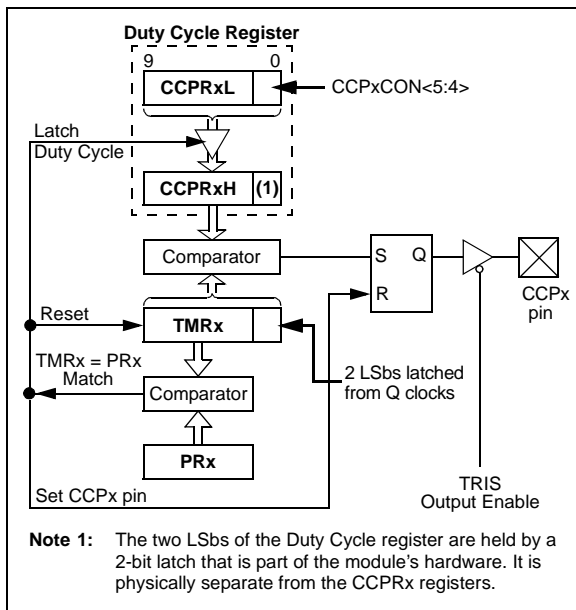 Duty Cycle Register
9 0
CCPRxL
CCPxCON<5:4>
Latch
Duty Cycle
CCPRxH (1)
Comparator
S Q
R
CCPx
pin
Reset
TMRx
TMRx = PRx
Match
2 LSbs latched
from Q clocks
Comparator
PRx
Set CCPx pin
TRIS
Output Enable
Note 1: The two LSbs of the Duty Cycle register are held by a
2-bit latch that is part of the module's hardware. It is
physically separate from the CCPRx registers.